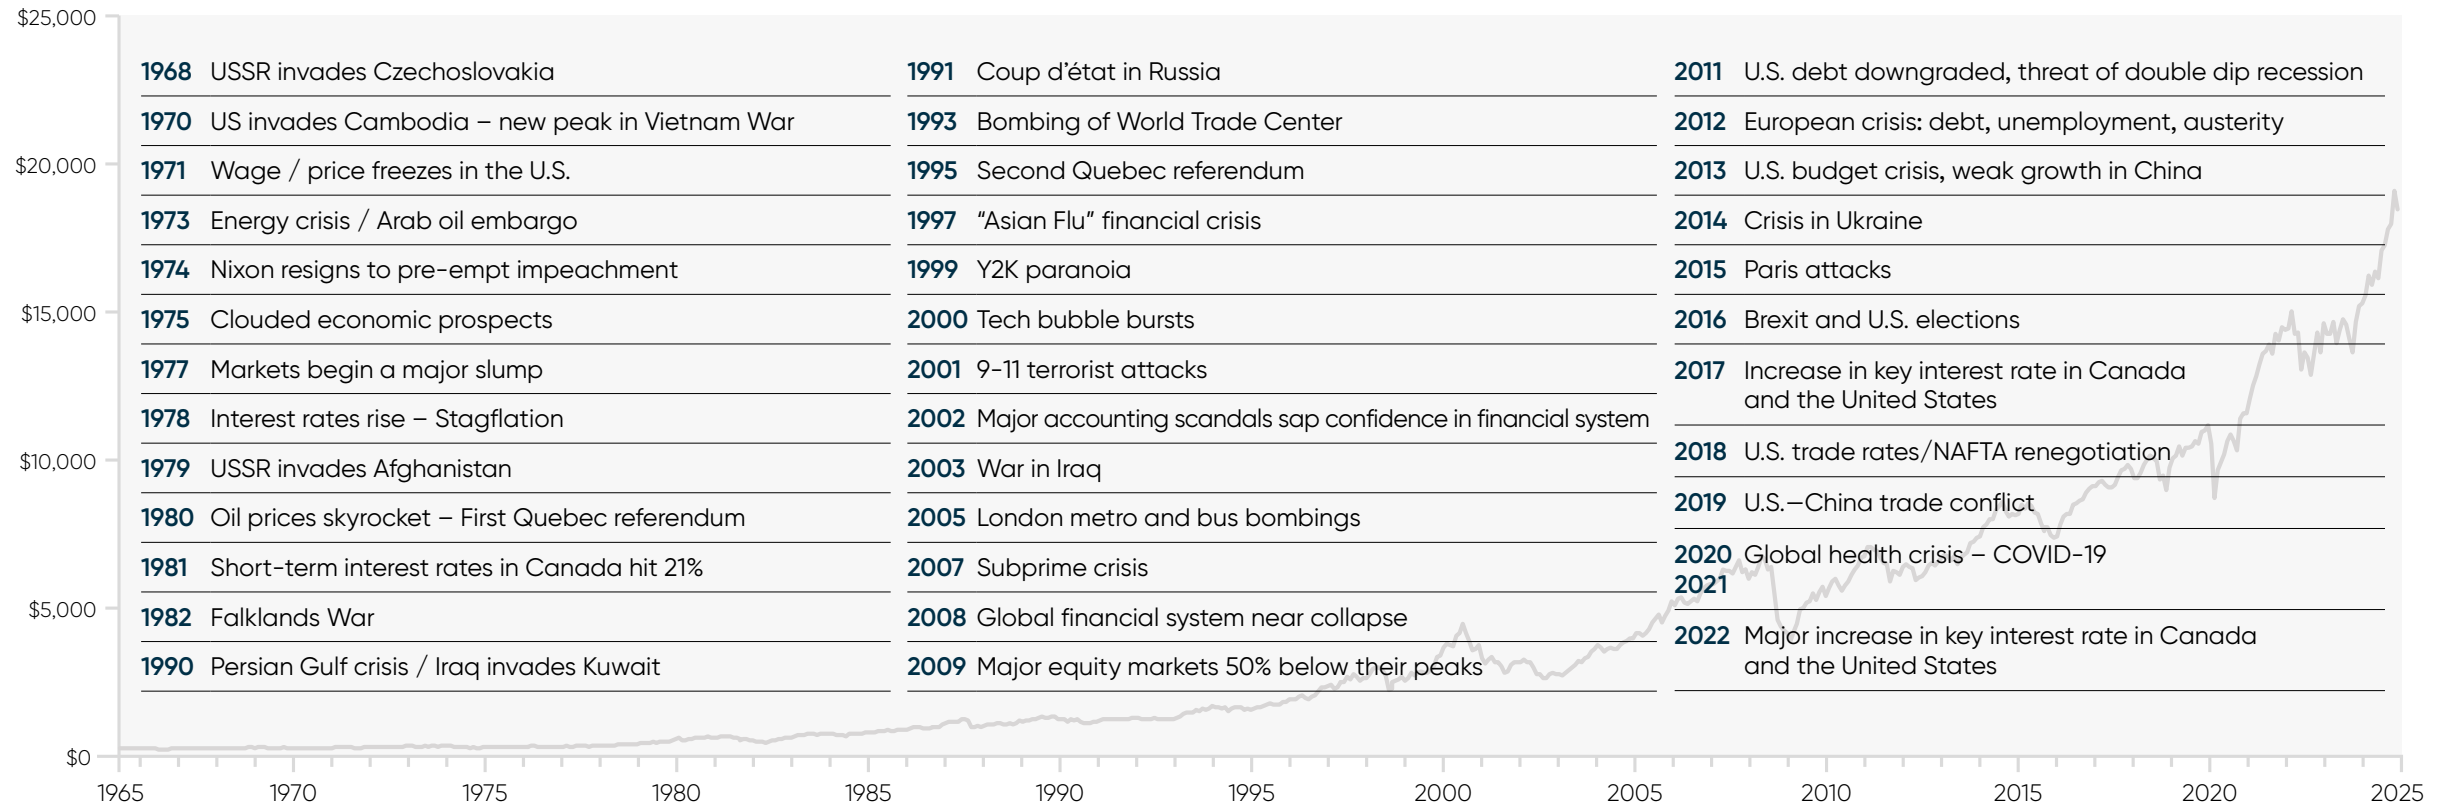 $25,000
$20,000
$15,000
$10,000
$5,000
$0
1968 USSR invades Czechoslovakia
1970 US invades Cambodia – new peak in Vietnam War
1971 Wage / price freezes in the U.S.
1973 Energy crisis / Arab oil embargo
1974 Nixon resigns to pre-empt impeachment
1975 Clouded economic prospects
1977 Markets begin a major slump
1978 Interest rates rise – Stagflation
1979 USSR invades Afghanistan
1980 Oil prices skyrocket – First Quebec referendum
1981 Short-term interest rates in Canada hit 21%
1982 Falklands War
1990 Persian Gulf crisis / Iraq invades Kuwait
1991 Coup d’état in Russia
1993 Bombing of World Trade Center
1995 Second Quebec referendum
1997 “Asian Flu” financial crisis
1999 Y2K paranoia
2000 Tech bubble bursts
2001 9-11 terrorist attacks
2002 Major accounting scandals sap confidence in financial system
2003 War in Iraq
2005 London metro and bus bombings
2007 Subprime crisis
2008 Global financial system near collapse
2009 Major equity markets 50% below their peaks
2011 U.S. debt downgraded, threat of double dip recession
2012 European crisis: debt, unemployment, austerity
2013 U.S. budget crisis, weak growth in China
2014 Crisis in Ukraine
2015 Paris attacks
2016 Brexit and U.S. elections
2017 Increase in key interest rate in Canada
and the United States
2018 U.S. trade rates/NAFTA renegotiation
2019 U.S.—China trade conflict
2020 Global health crisis – COVID-19
2021
2022 Major increase in key interest rate in Canada
and the United States
1965 1970 1975 1980 1985 1990 1995 2000 2005 2010 2015 2020 2025